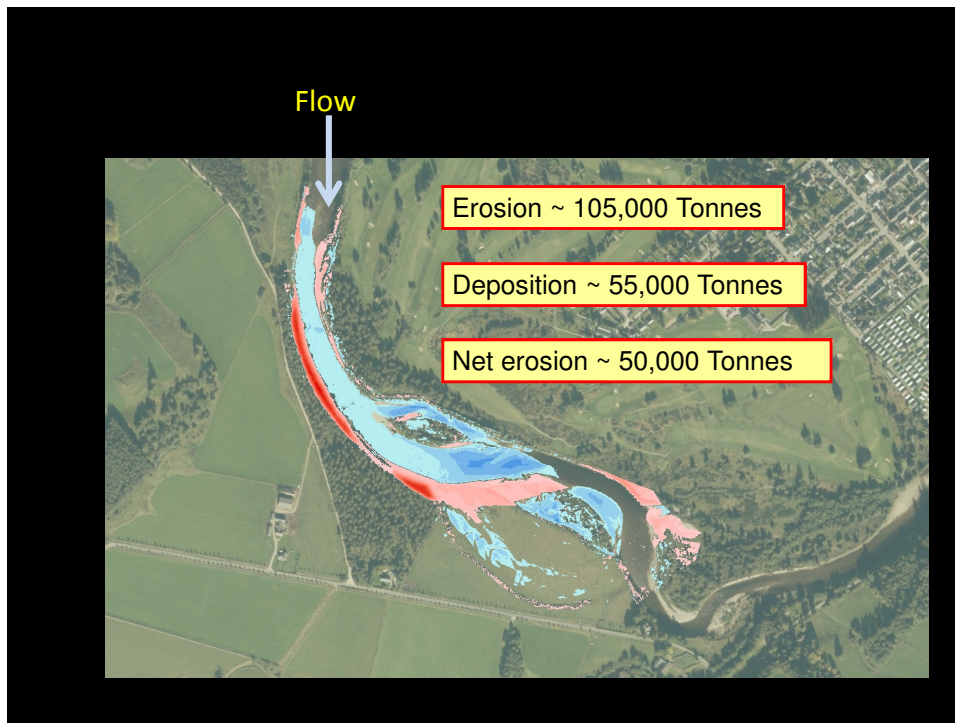 Flow
Erosion ~ 105,000 Tonnes
Deposition ~ 55,000 Tonnes
Net erosion ~ 50,000 Tonnes